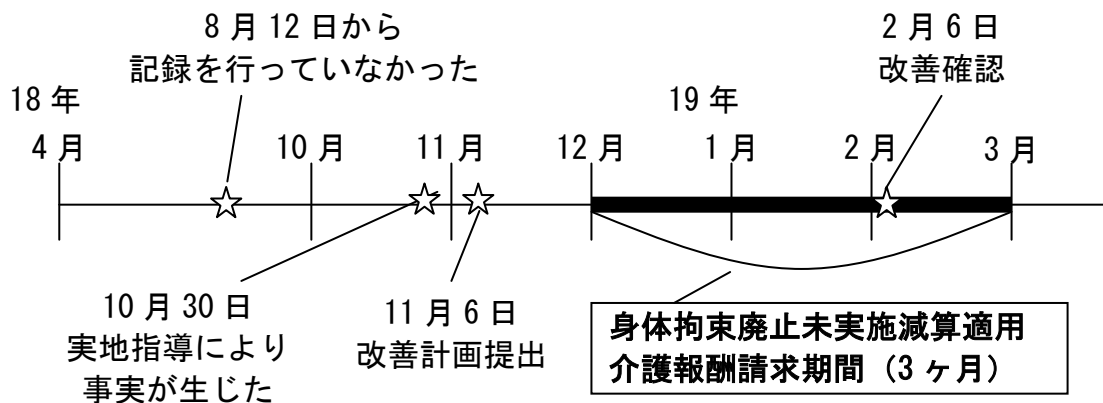 8月12日から
記録を行っていなかった
2月6日
改善確認
18年
19年
4月
10月
11月
12月
1月
2月
3月
10月30日
実地指導により
事実が生じた
11月6日
改善計画提出
身体拘束廃止未実施減算適用
介護報酬請求期間（3ヶ月）